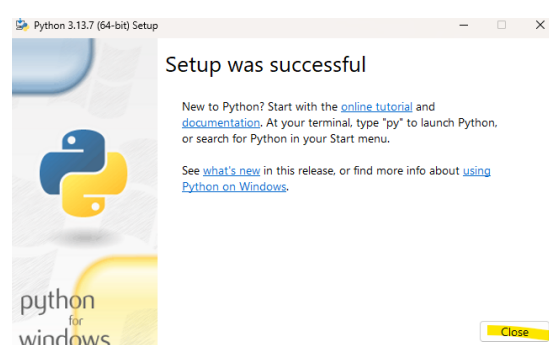 Python 3.13.7 (64-bit) Setup
Setup was successful
New to Python? Start with the online tutorial and
documentation. At your terminal, type "py" to launch Python,
or search for Python in your Start menu.
See what's new in this release, or find more info about using
Python on Windows.
python
for
windows
Close